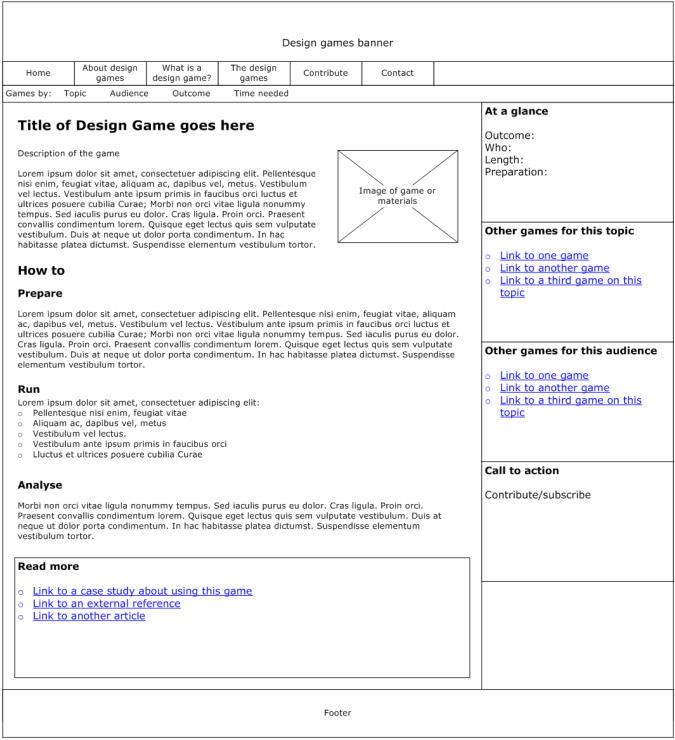 Design games banner
Home
About design
games
What is a
design game?
The design
games
Contribute
Contact
Games by: Topic Audience Outcome Time needed
Title of Design Game goes here
Description of the game
Lorem ipsum dolor sit amet, consectetuer adipiscing elit. Pellentesque
nisi enim, feugiat vitae, aliquam ac, dapibus vel, metus. Vestibulum
vel lectus. Vestibulum ante ipsum primis in faucibus orci luctus et
ultrices posuere cubilia Curae; Morbi non orci vitae ligula nonummy
tempus. Sed iaculis purus eu dolor. Cras ligula. Proin orci. Praesent
convallis condimentum lorem. Quisque eget lectus quis sem vulputate
vestibulum. Duis at neque ut dolor porta condimentum. In hac
habitasse platea dictumst. Suspendisse elementum vestibulum tortor.
Image of game or
materials
How to
Prepare
Lorem ipsum dolor sit amet, consectetuer adipiscing elit. Pellentesque nisi enim, feugiat vitae, aliquam
ac, dapibus vel, metus. Vestibulum vel lectus. Vestibulum ante ipsum primis in faucibus orci luctus et
ultrices posuere cubilia Curae; Morbi non orci vitae ligula nonummy tempus. Sed iaculis purus eu dolor.
Cras ligula. Proin orci. Praesent convallis condimentum lorem. Quisque eget lectus quis sem vulputate
vestibulum. Duis at neque ut dolor porta condimentum. In hac habitasse platea dictumst. Suspendisse
elementum vestibulum tortor.
Run
Lorem ipsum dolor sit amet, consectetuer adipiscing elit:
o Pellentesque nisi enim, feugiat vitae
o Aliquam ac, dapibus vel, metus
o Vestibulum vel lectus.
o Vestibulum ante ipsum primis in faucibus orci
o Lluctus et ultrices posuere cubilia Curae
Analyse
Morbi non orci vitae ligula nonummy tempus. Sed iaculis purus eu dolor. Cras ligula. Proin orci.
Praesent convallis condimentum lorem. Quisque eget lectus quis sem vulputate vestibulum. Duis at
neque ut dolor porta condimentum. In hac habitasse platea dictumst. Suspendisse elementum
vestibulum tortor.
Read more
o Link to a case study about using this game
o Link to an external reference
o Link to another article
At a glance
Outcome:
Who:
Length:
Preparation:
Other games for this topic
o Link to one game
o Link to another game
o Link to a third game on this
topic
Other games for this audience
o Link to one game
o Link to another game
o Link to a third game on this
topic
Call to action
Contribute/subscribe
Footer